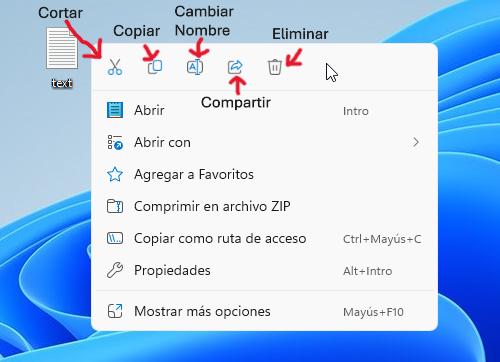 Cortar
Copiar
Cambiar
Nombre
Eliminar
text
Compartir
Abrir Intro
Abrir con
Agregar a Favoritos
Comprimir en archivo ZIP
Copiar como ruta de acceso Ctrl+Mayús+C
Propiedades Alt+Intro
Mostrar más opciones Mayús+F10